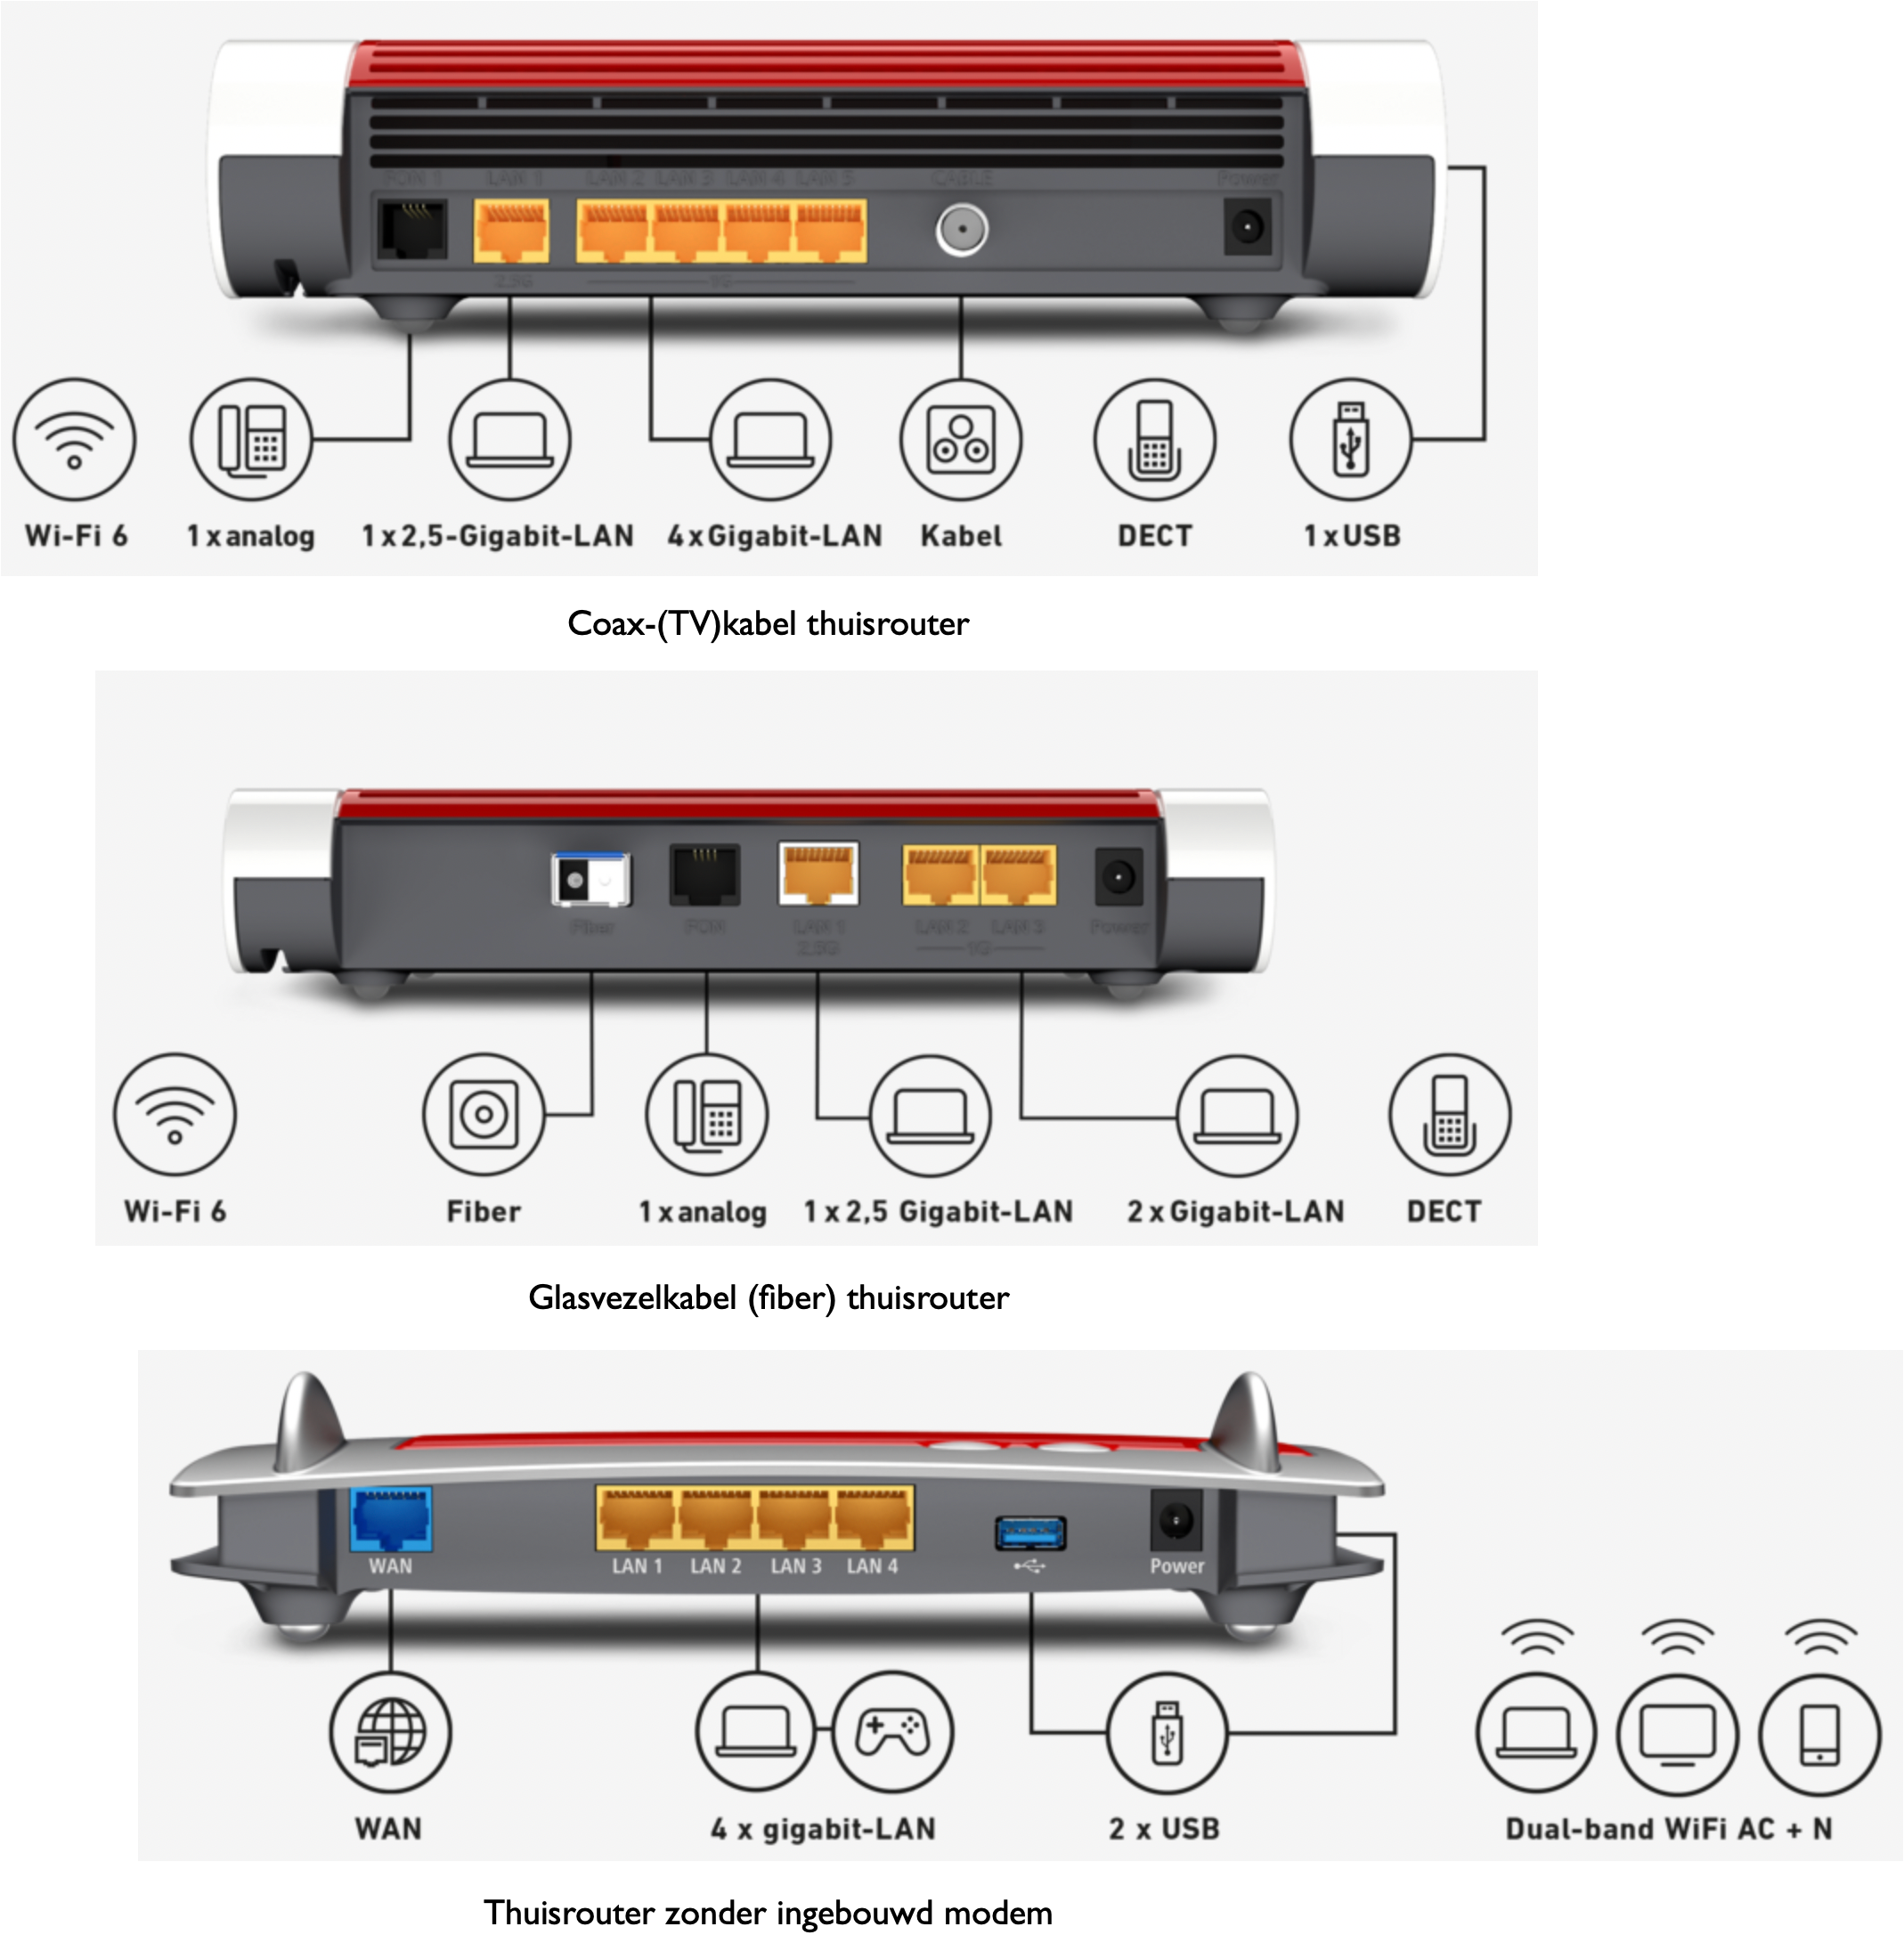 FON 1 LAN 1 LAN 2 LAN 3 LAN 4 LAN 5 CABLE Power
2,5G 1G
Wi-Fi 6 1 x analog 1 x 2,5-Gigabit-LAN 4 x Gigabit-LAN Kabel DECT 1 x USB
Coax-(TV)kabel thuisrouter
Fiber FON LAN 1 LAN 2 LAN 3 Power
2,5G 1G
Wi-Fi 6 Fiber 1 x analog 1 x 2,5 Gigabit-LAN 2 x Gigabit-LAN DECT
Glasvezelkabel (fiber) thuisrouter
WAN LAN 1 LAN 2 LAN 3 LAN 4 Power
WAN 4 x gigabit-LAN 2 x USB Dual-band WiFi AC + N
Thuisrouter zonder ingebouwd modem